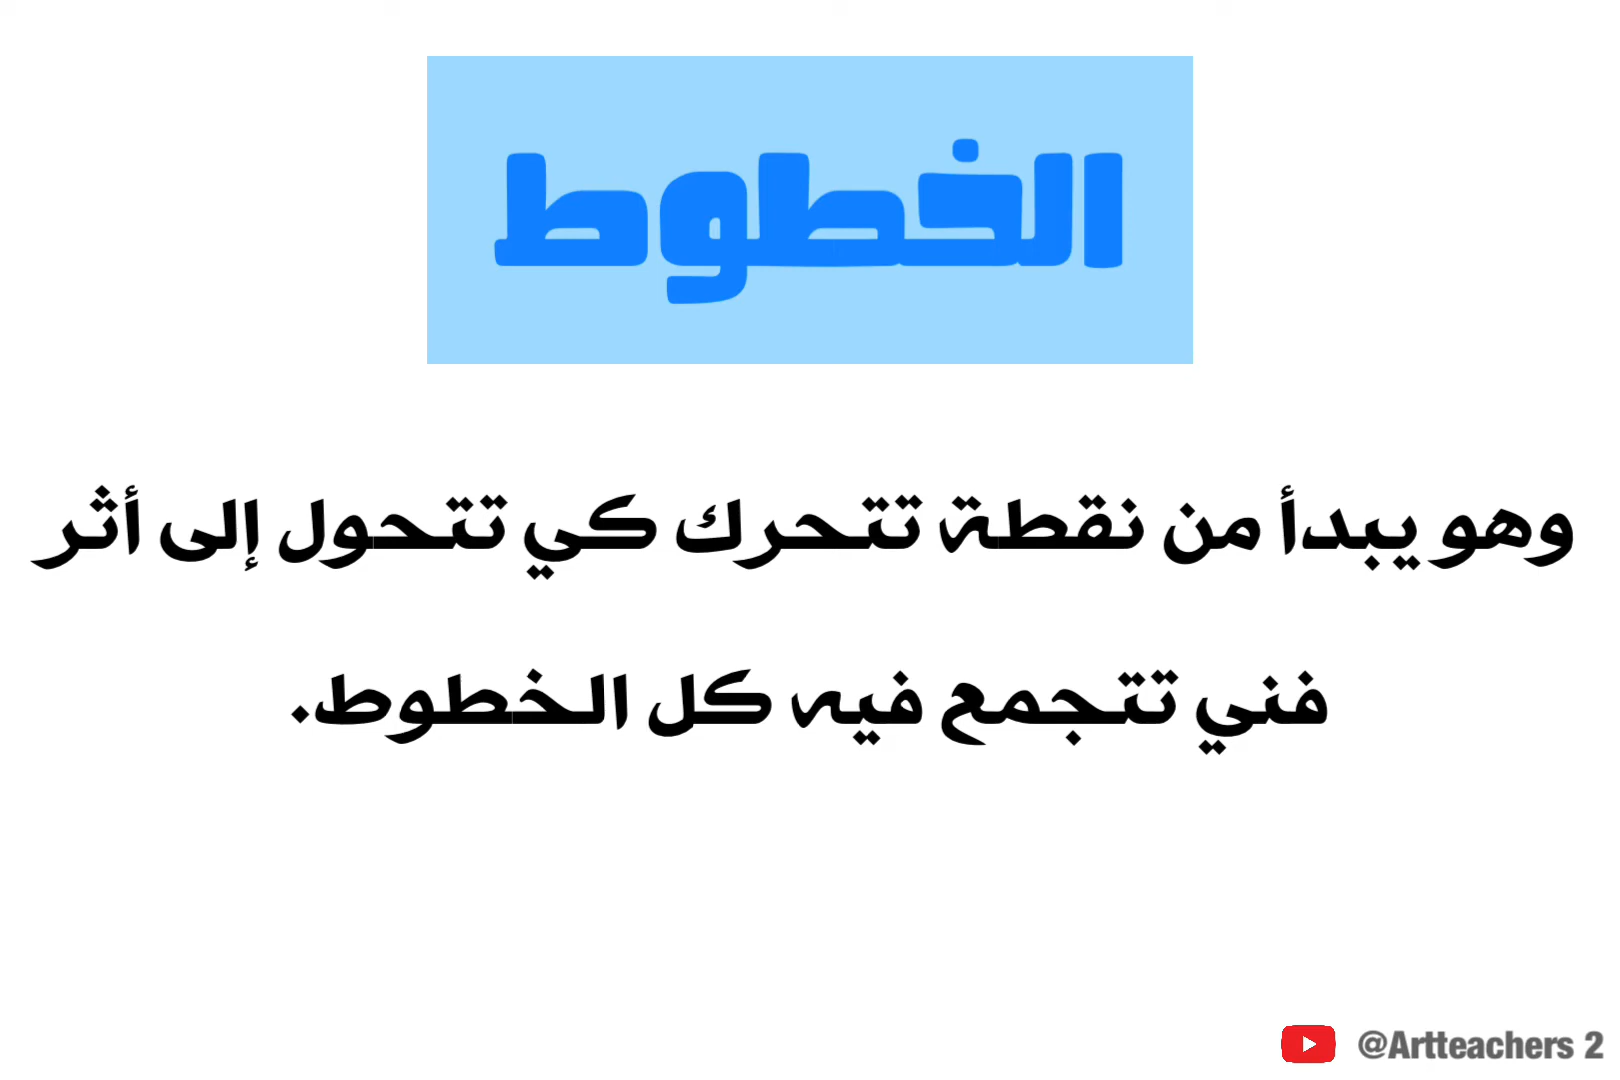 الخطوط
وهو يبدأ من نقطة تتحرك كي تتحول إلى أثر
فني تتجمع فيه كل الخطوط.
@Artteachers 2